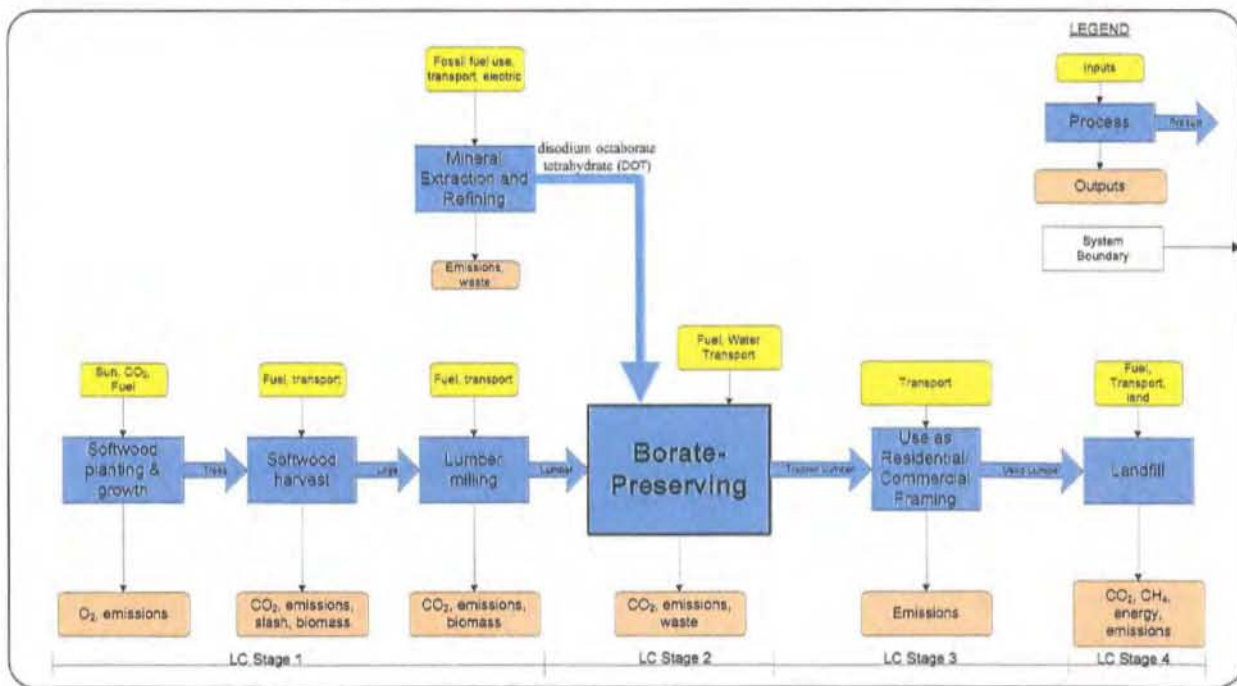 LEGEND
Inputs
Process
Outputs
System
Boundary
Fossil fuel use,
transport, electric
Mineral
Extraction and
Refining
disodium octaborate
tetrahydrate (DOT)
Emissions,
waste
Sun, CO₂,
Fuel
Fuel, transport
Fuel, transport
Fuel, Water
Transport
Transport
Fuel,
Transport,
land
Softwood
planting &
growth
Trees
Softwood
harvest
Logs
Lumber
milling
Lumber
Borate-
Preserving
Treated Lumber
Use as
Residential/
Commercial
Framing
Lumber
Landfill
O₂, emissions
CO₂, emissions,
slash, biomass
CO₂, emissions,
biomass
CO₂, emissions,
waste
Emissions
CO₂, CH₄,
energy,
emissions
LC Stage 1
LC Stage 2
LC Stage 3
LC Stage 4